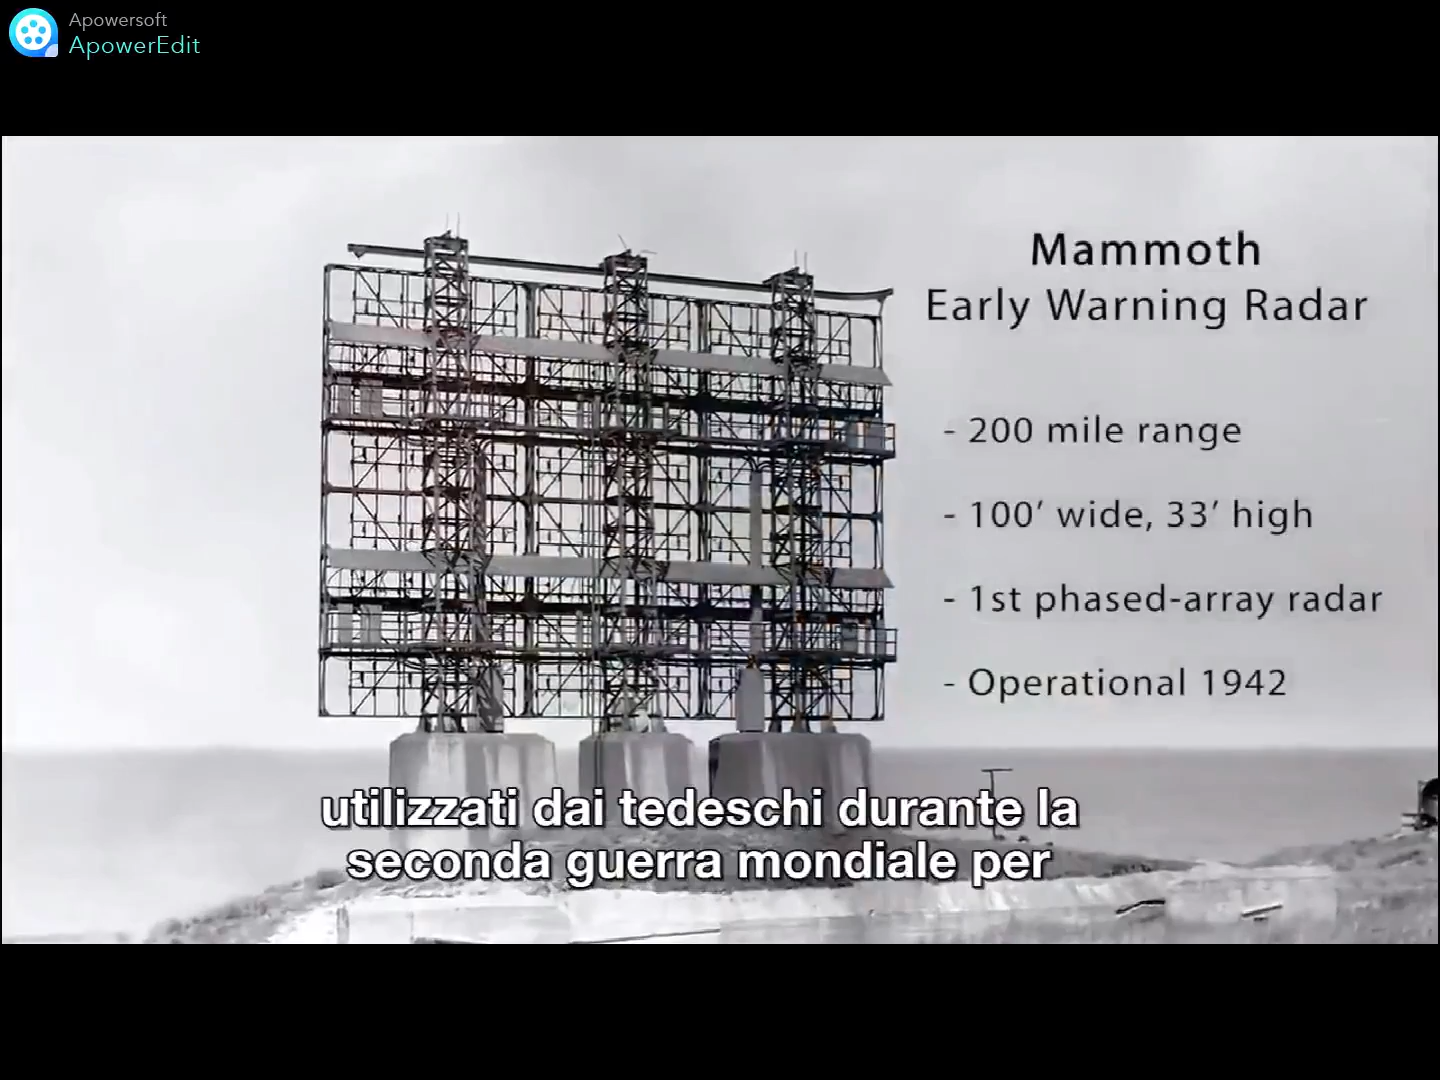 Apowersoft
ApowerEdit
Mammoth
Early Warning Radar
- 200 mile range
- 100′ wide, 33′ high
- 1st phased-array radar
- Operational 1942
utilizzati dai tedeschi durante la
seconda guerra mondiale per